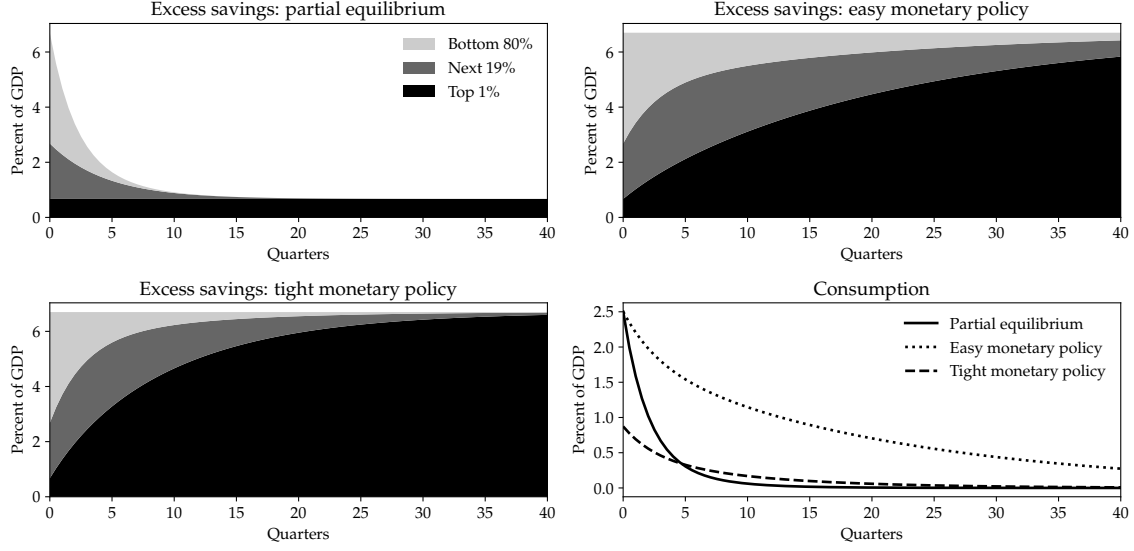 Excess savings: partial equilibrium
Percent of GDP
6
4
2
0
Bottom 80%
Next 19%
Top 1%
0 5 10 15 20 25 30 35 40
Quarters
Excess savings: easy monetary policy
Percent of GDP
6
4
2
0
0 5 10 15 20 25 30 35 40
Quarters
Excess savings: tight monetary policy
Percent of GDP
6
4
2
0
0 5 10 15 20 25 30 35 40
Quarters
Consumption
Percent of GDP
2.5
2.0
1.5
1.0
0.5
0.0
Partial equilibrium
Easy monetary policy
Tight monetary policy
0 5 10 15 20 25 30 35 40
Quarters